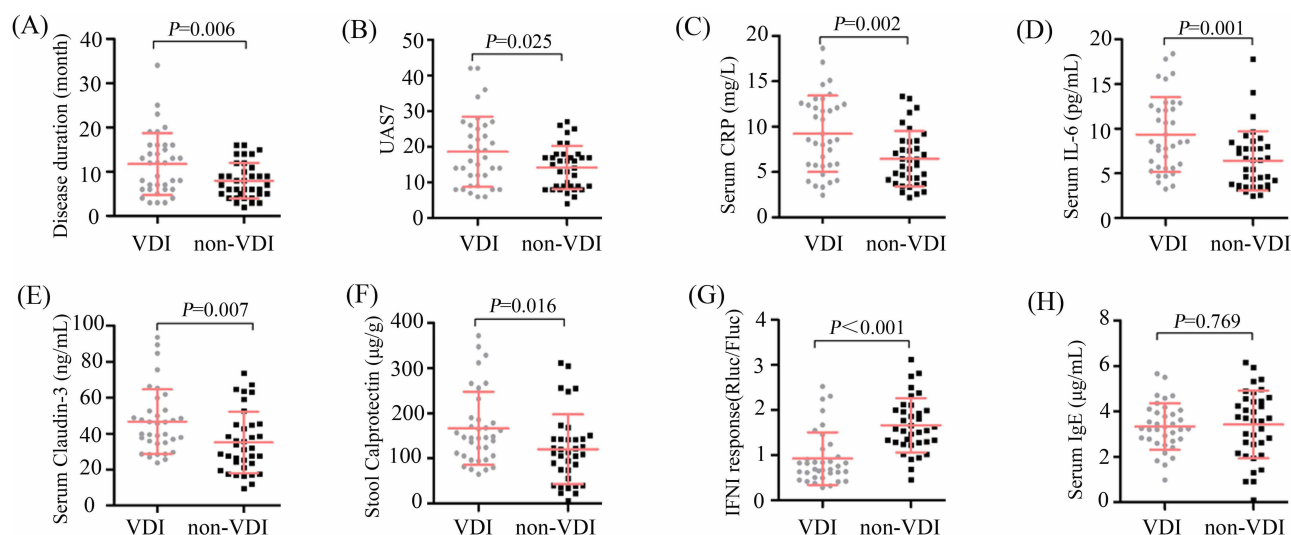 (A)
P=0.006
Disease duration (month)
40
30
20
10
0
VDI non-VDI
(B)
P=0.025
UAS7
50
40
30
20
10
0
VDI non-VDI
(C)
P=0.002
Serum CRP (mg/L)
20
15
10
5
0
VDI non-VDI
(D)
P=0.001
Serum IL-6 (pg/mL)
20
15
10
5
0
VDI non-VDI
(E)
P=0.007
Serum Claudin-3 (ng/mL)
100
80
60
40
20
0
VDI non-VDI
(F)
P=0.016
Stool Calprotectin (μg/g)
400
300
200
100
0
VDI non-VDI
(G)
P<0.001
IFNI response(Rluc/Fluc)
4
3
2
1
0
VDI non-VDI
(H)
P=0.769
Serum IgE (μg/mL)
8
6
4
2
0
VDI non-VDI